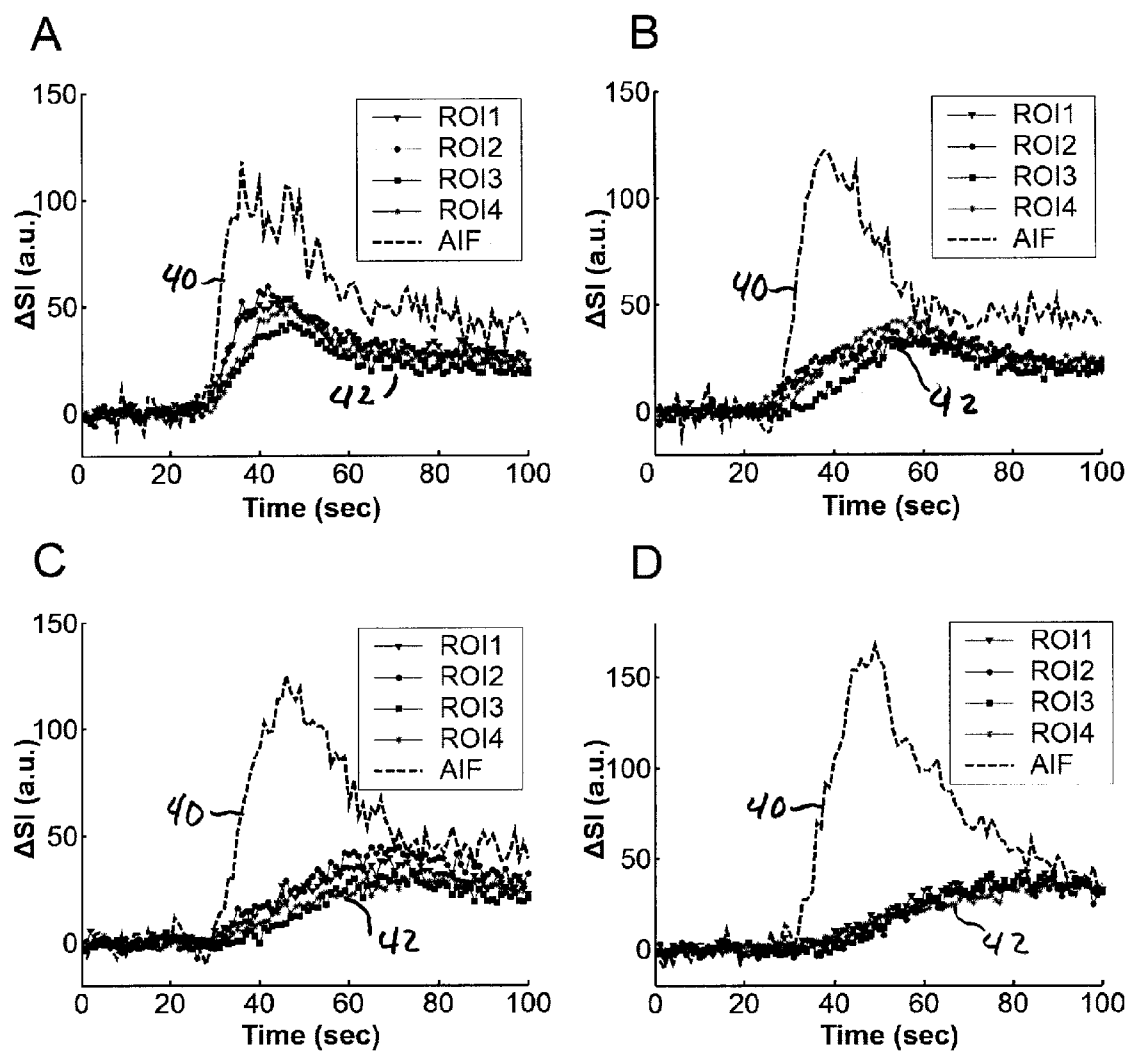 A
ΔSI (a.u.)
150
100
50
0
ROI1
ROI2
ROI3
ROI4
AIF
40
42
0 20 40 60 80 100
Time (sec)
B
ΔSI (a.u.)
150
100
50
0
ROI1
ROI2
ROI3
ROI4
AIF
40
42
0 20 40 60 80 100
Time (sec)
C
ΔSI (a.u.)
150
100
50
0
ROI1
ROI2
ROI3
ROI4
AIF
40
42
0 20 40 60 80 100
Time (sec)
D
ΔSI (a.u.)
150
100
50
0
ROI1
ROI2
ROI3
ROI4
AIF
40
42
0 20 40 60 80 100
Time (sec)